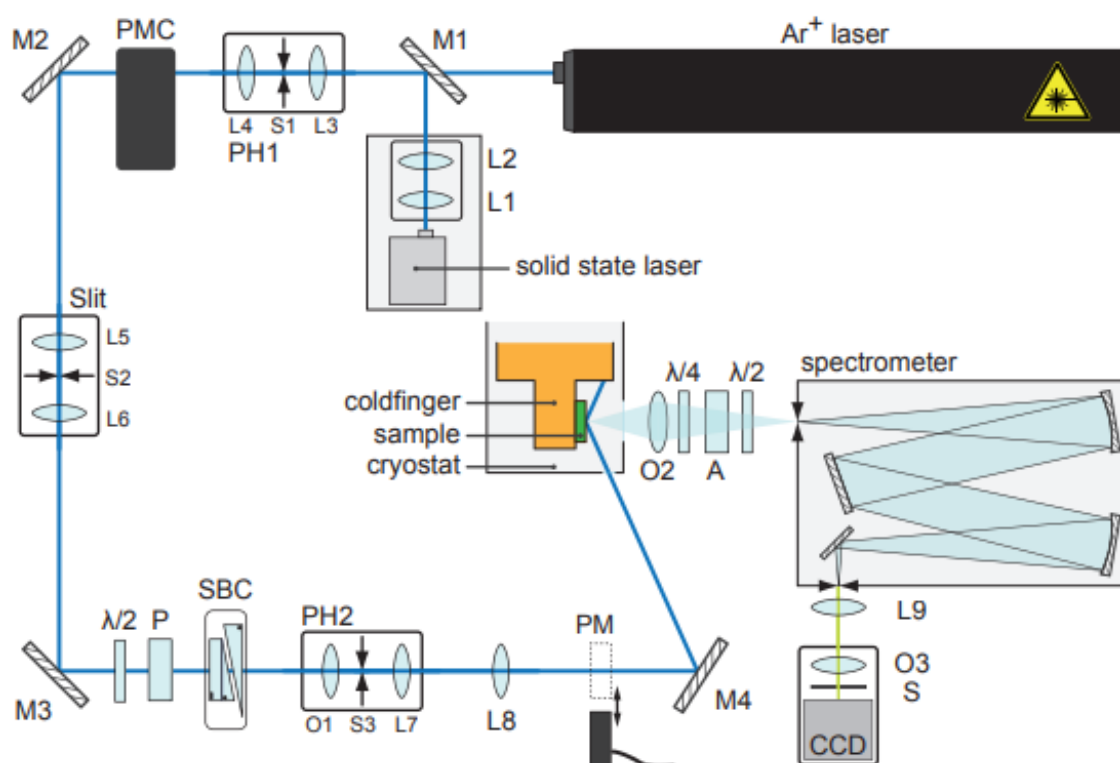 M2
PMC
M1
Ar+ laser
L4 S1 L3
PH1
L2
L1
solid state laser
Slit
L5
S2
L6
coldfinger
sample
cryostat
λ/4 λ/2
O2 A
spectrometer
λ/2 P SBC
PH2
PM
L9
O3
S
CCD
M3
O1 S3 L7
L8
M4